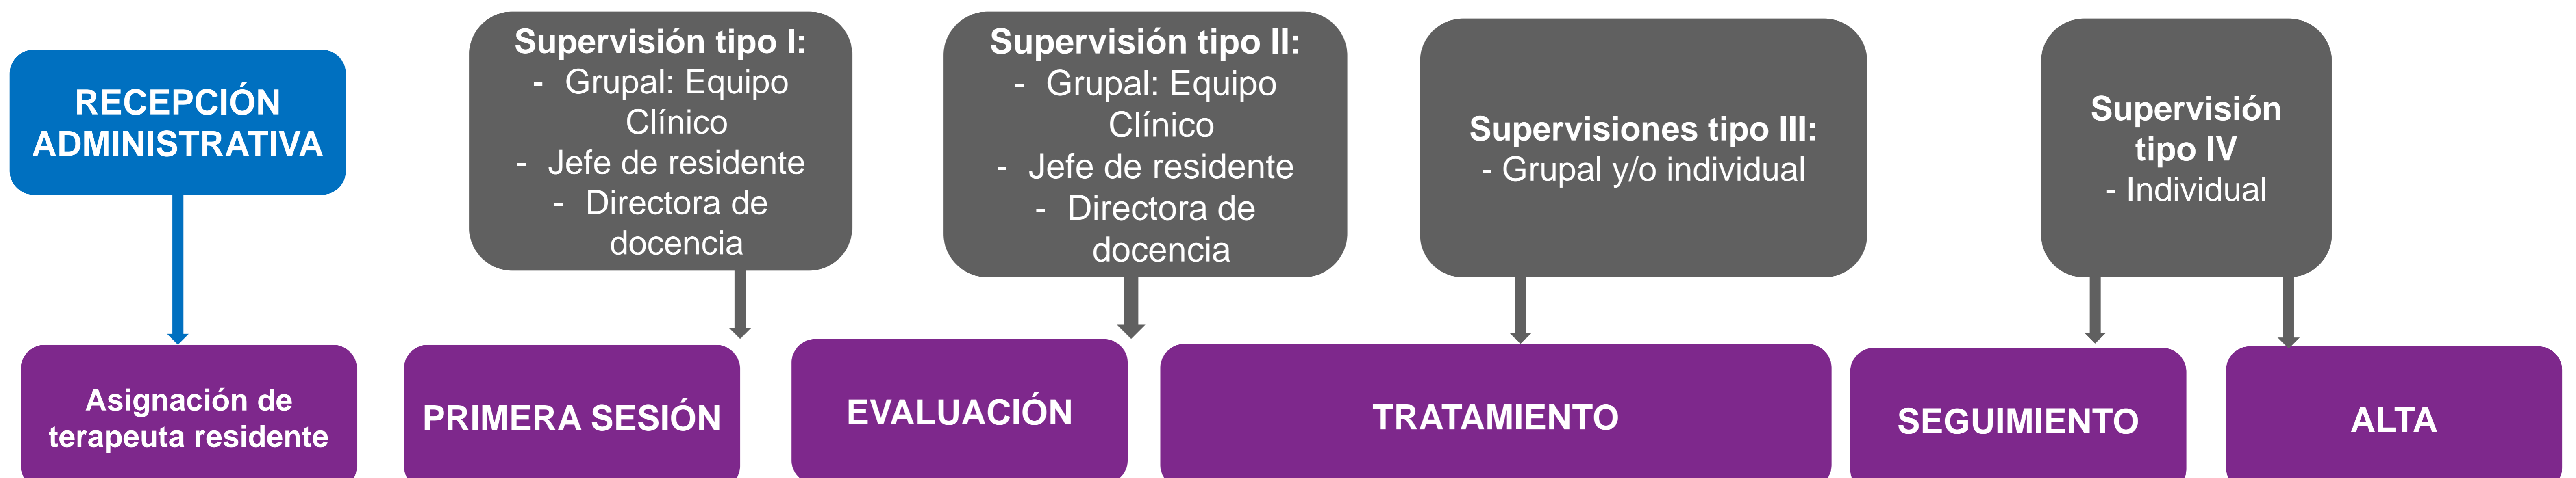 RECEPCIÓN
ADMINISTRATIVA
Supervisión tipo I:
- Grupal: Equipo
Clínico
- Jefe de residente
- Directora de
docencia
Supervisión tipo II:
- Grupal: Equipo
Clínico
- Jefe de residente
- Directora de
docencia
Supervisiones tipo III:
- Grupal y/o individual
Supervisión
tipo IV
- Individual
Asignación de
terapeuta residente
PRIMERA SESIÓN
EVALUACIÓN
TRATAMIENTO
SEGUIMIENTO
ALTA